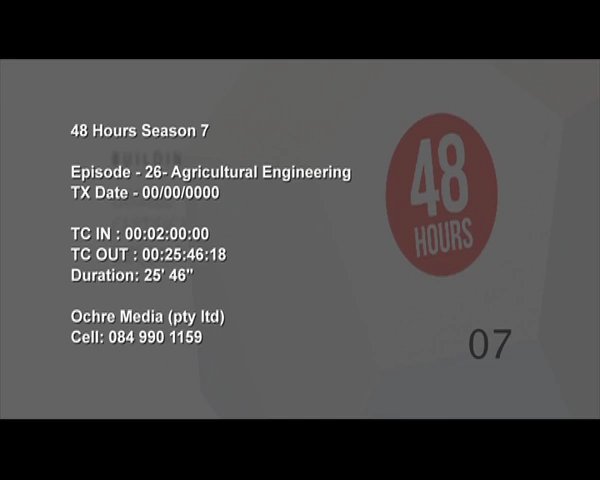 48 Hours Season 7
Episode - 26- Agricultural Engineering
TX Date - 00/00/0000
TC IN : 00:02:00:00
TC OUT : 00:25:46:18
Duration: 25' 46"
Ochre Media (pty ltd)
Cell: 084 990 1159
48
HOURS
07